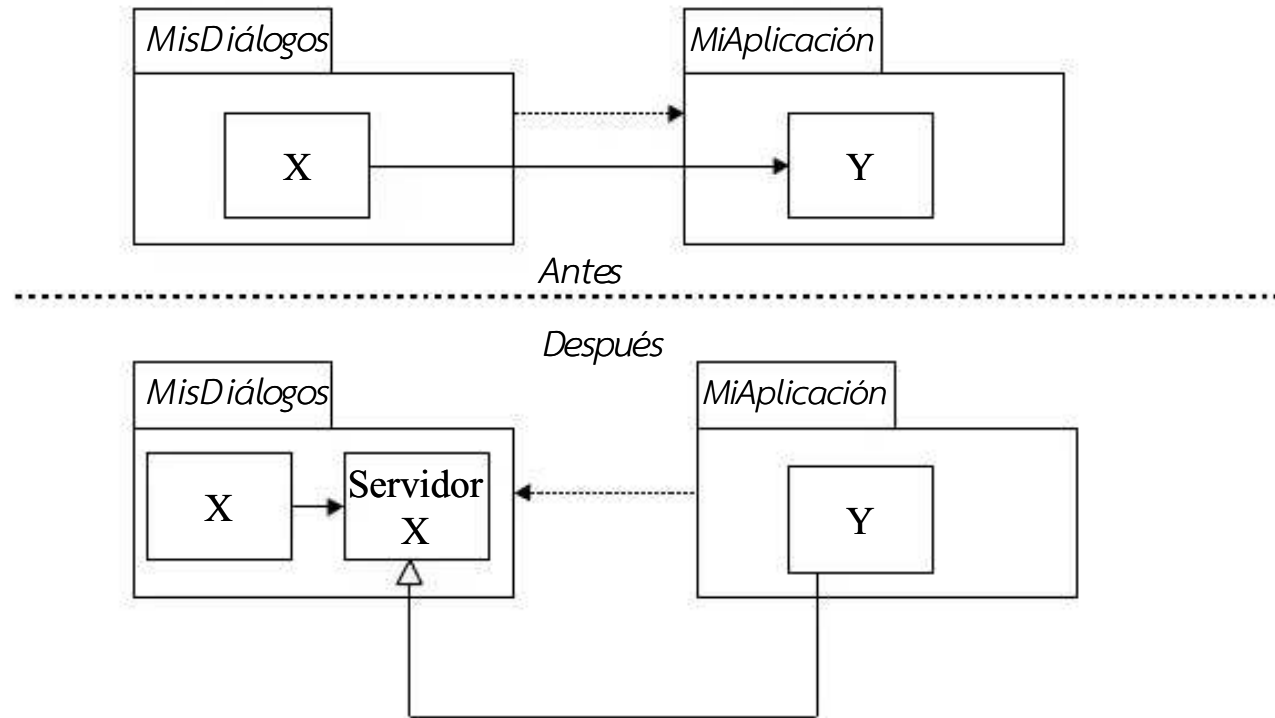 MisDiálogos
MiAplicación
X
Y
Antes
Después
MisDiálogos
MiAplicación
X
Servidor
X
Y